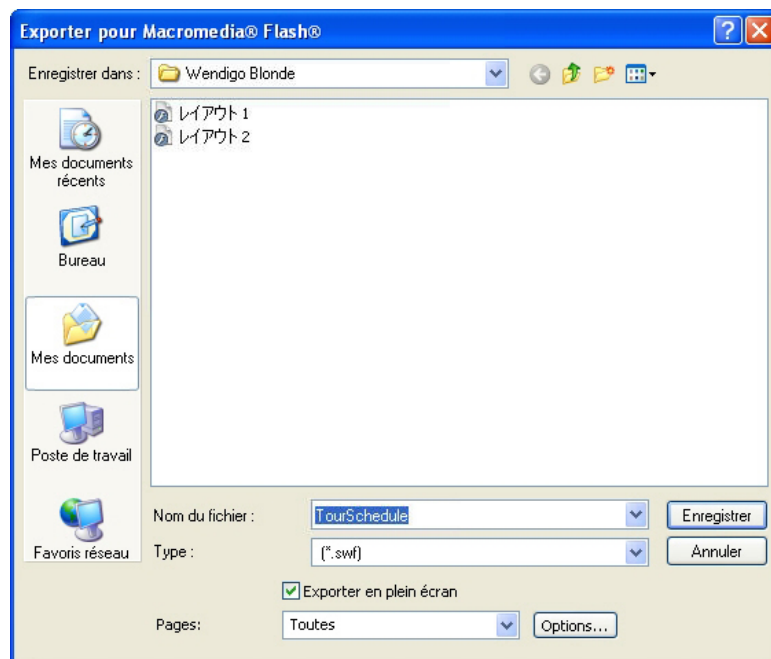 Exporter pour Macromedia® Flash®
Enregistrer dans :
Wendigo Blonde
レイアウト 1
レイアウト 2
Mes documents
récents
Bureau
Mes documents
Poste de travail
Favoris réseau
Nom du fichier :
TourSchedule
Enregistrer
Type :
(*.swf)
Annuler
Exporter en plein écran
Pages:
Toutes
Options...